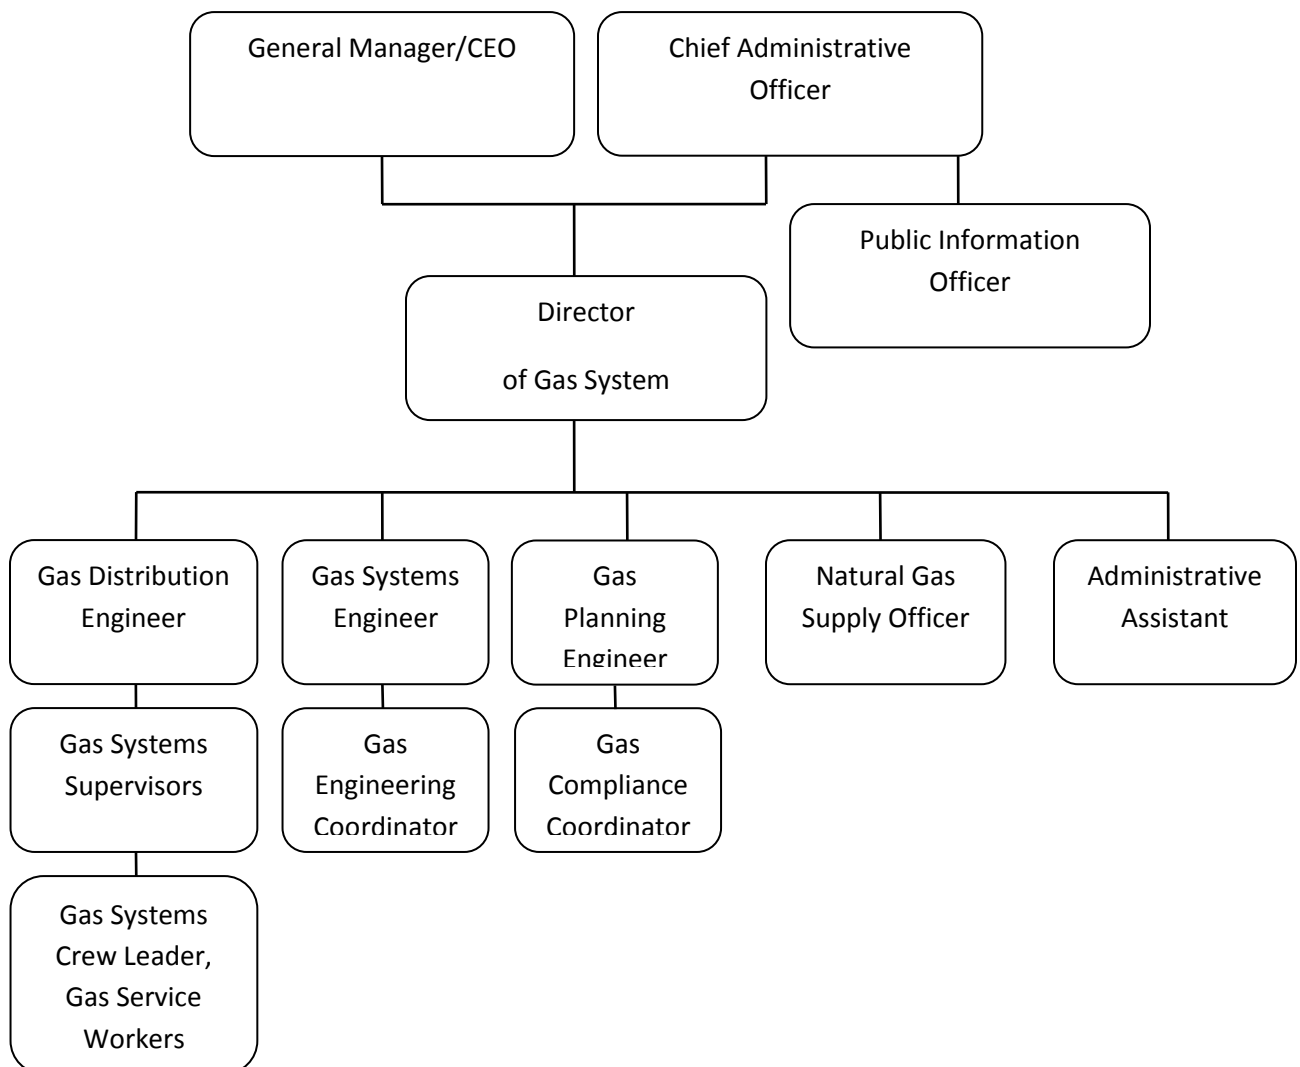 General Manager/CEO
Chief Administrative
Officer
Public Information
Officer
Director
of Gas System
Gas Distribution
Engineer
Gas Systems
Engineer
Gas
Planning
Engineer
Natural Gas
Supply Officer
Administrative
Assistant
Gas Systems
Supervisors
Gas
Engineering
Coordinator
Gas
Compliance
Coordinator
Gas Systems
Crew Leader,
Gas Service
Workers